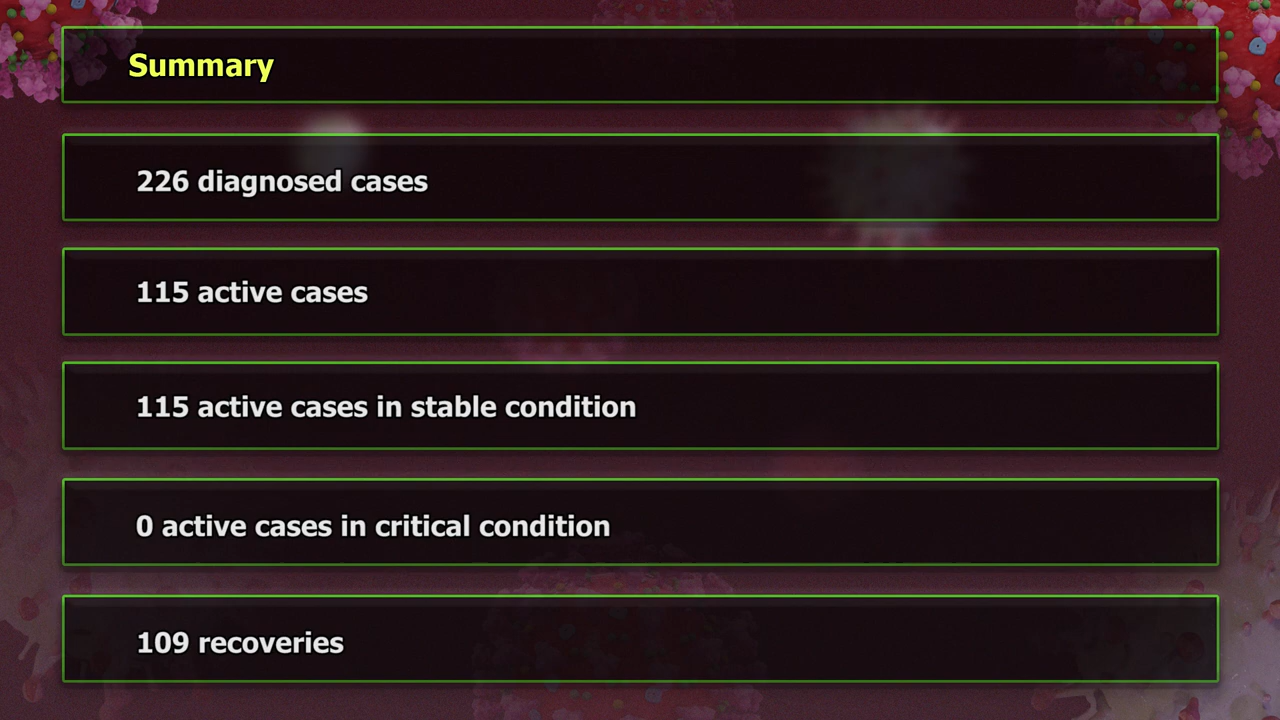 Summary
226 diagnosed cases
115 active cases
115 active cases in stable condition
0 active cases in critical condition
109 recoveries